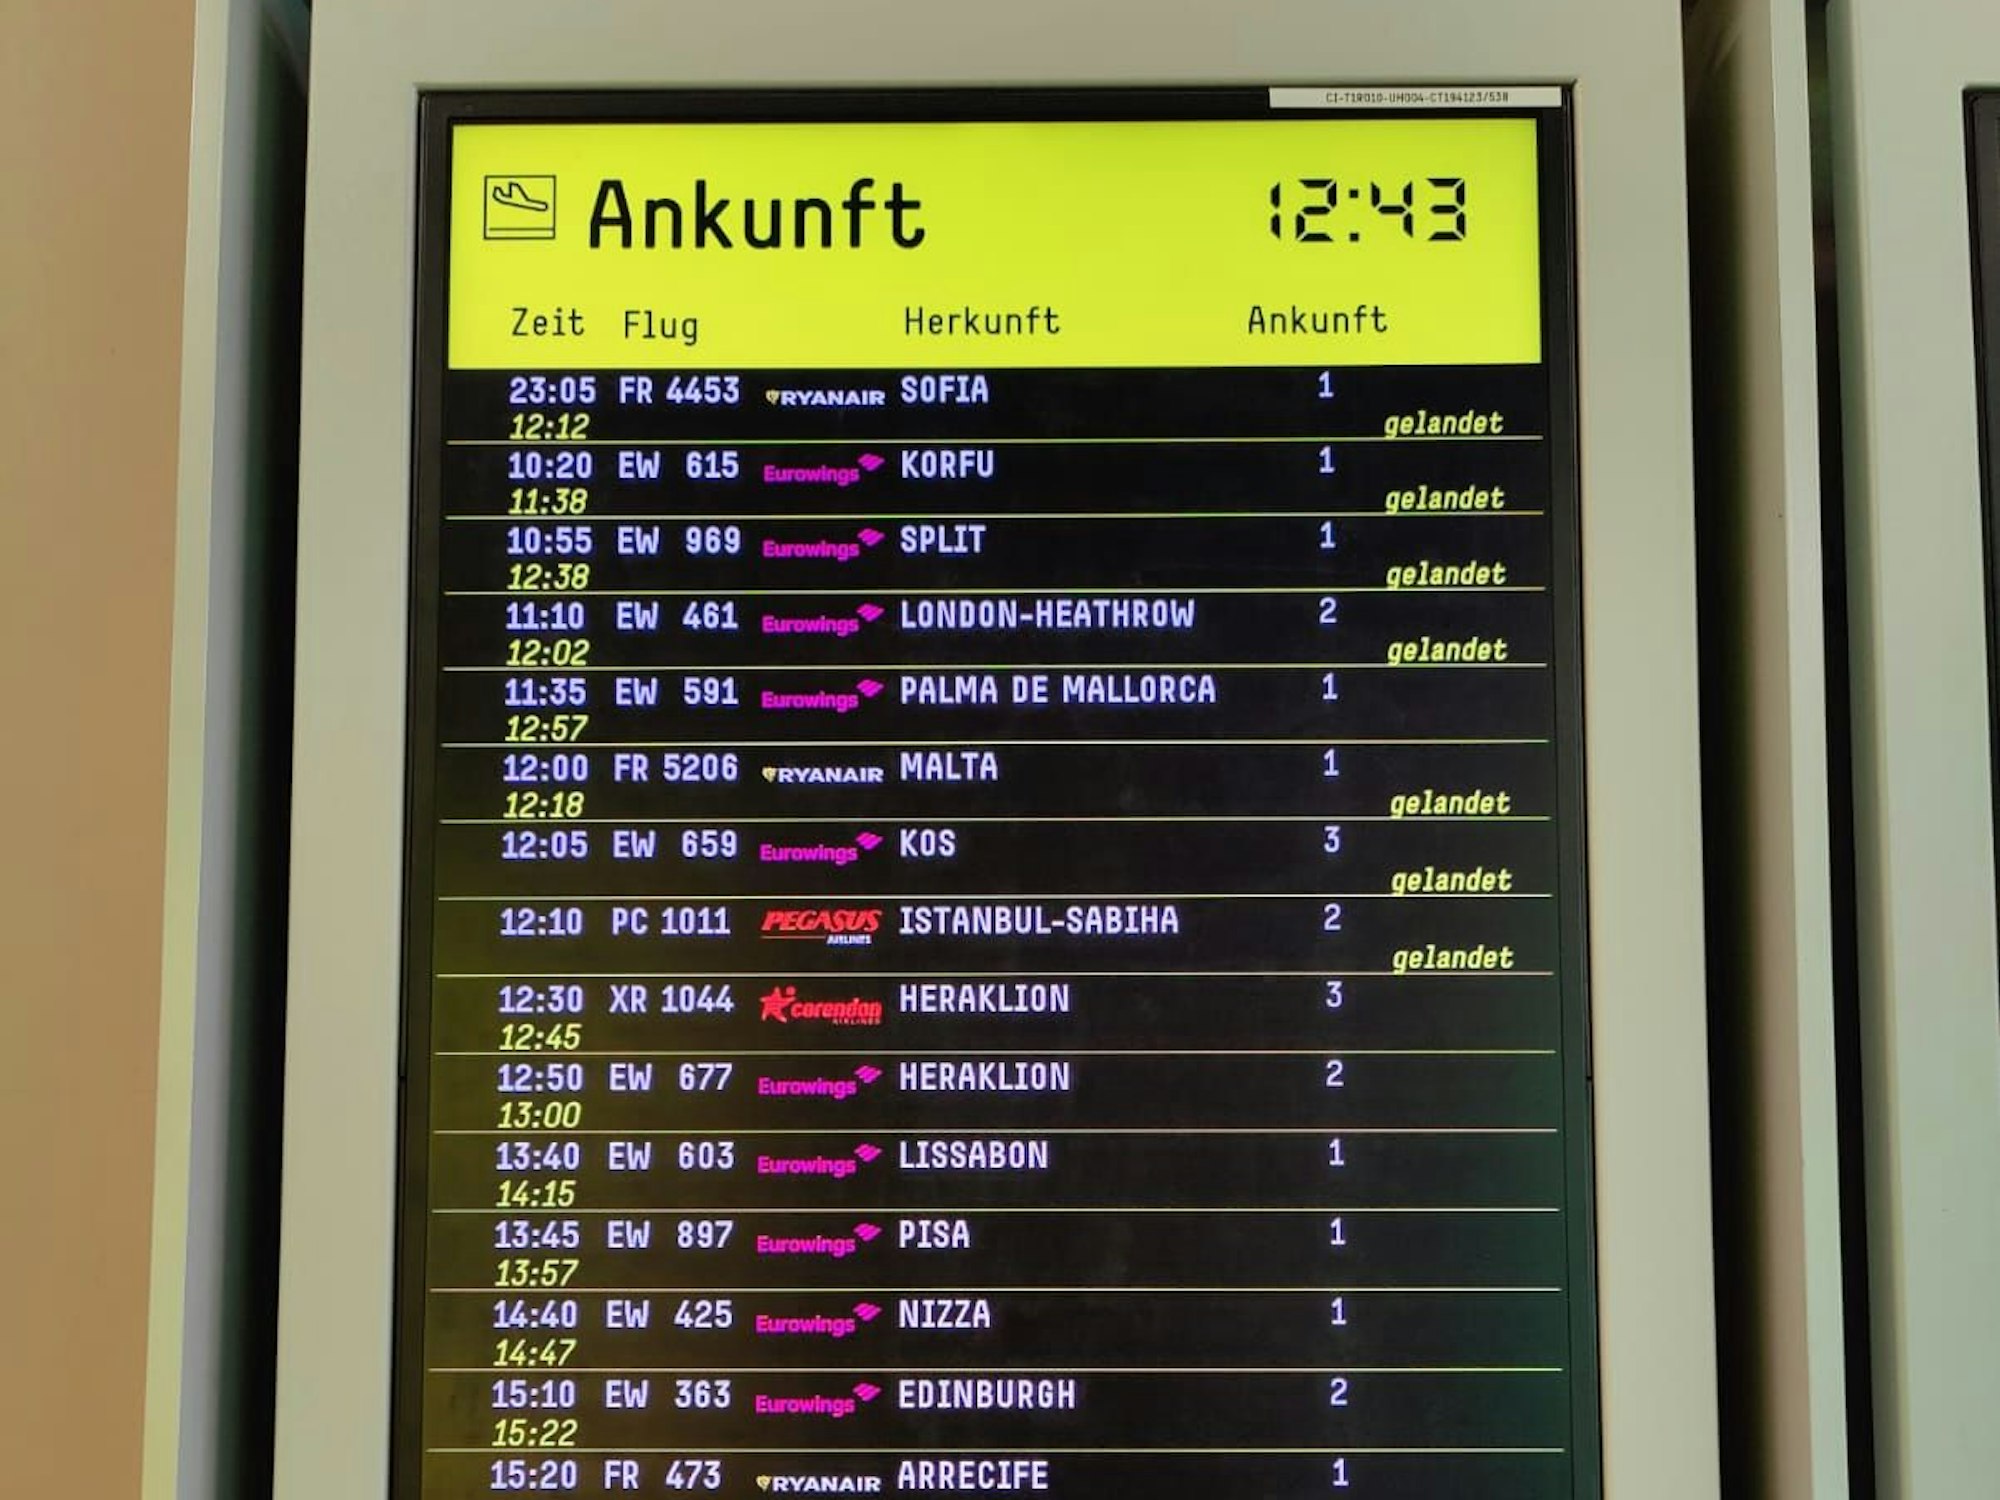 CI-T1R010-UH004-CT194123/538
Ankunft 12:43
Zeit Flug Herkunft Ankunft
23:05 FR 4453 RYANAIR SOFIA 1
12:12 gelandet
10:20 EW 615 Eurowings KORFU 1
11:38 gelandet
10:55 EW 969 Eurowings SPLIT 1
12:38 gelandet
11:10 EW 461 Eurowings LONDON-HEATHROW 2
12:02 gelandet
11:35 EW 591 Eurowings PALMA DE MALLORCA 1
12:57
12:00 FR 5206 RYANAIR MALTA 1
12:18 gelandet
12:05 EW 659 Eurowings KOS 3
gelandet
12:10 PC 1011 PEGASUS AIRLINES ISTANBUL-SABIHA 2
gelandet
12:30 XR 1044 corendon AIRLINES HERAKLION 3
12:45
12:50 EW 677 Eurowings HERAKLION 2
13:00
13:40 EW 603 Eurowings LISSABON 1
14:15
13:45 EW 897 Eurowings PISA 1
13:57
14:40 EW 425 Eurowings NIZZA 1
14:47
15:10 EW 363 Eurowings EDINBURGH 2
15:22
15:20 FR 473 RYANAIR ARRECIFE 1